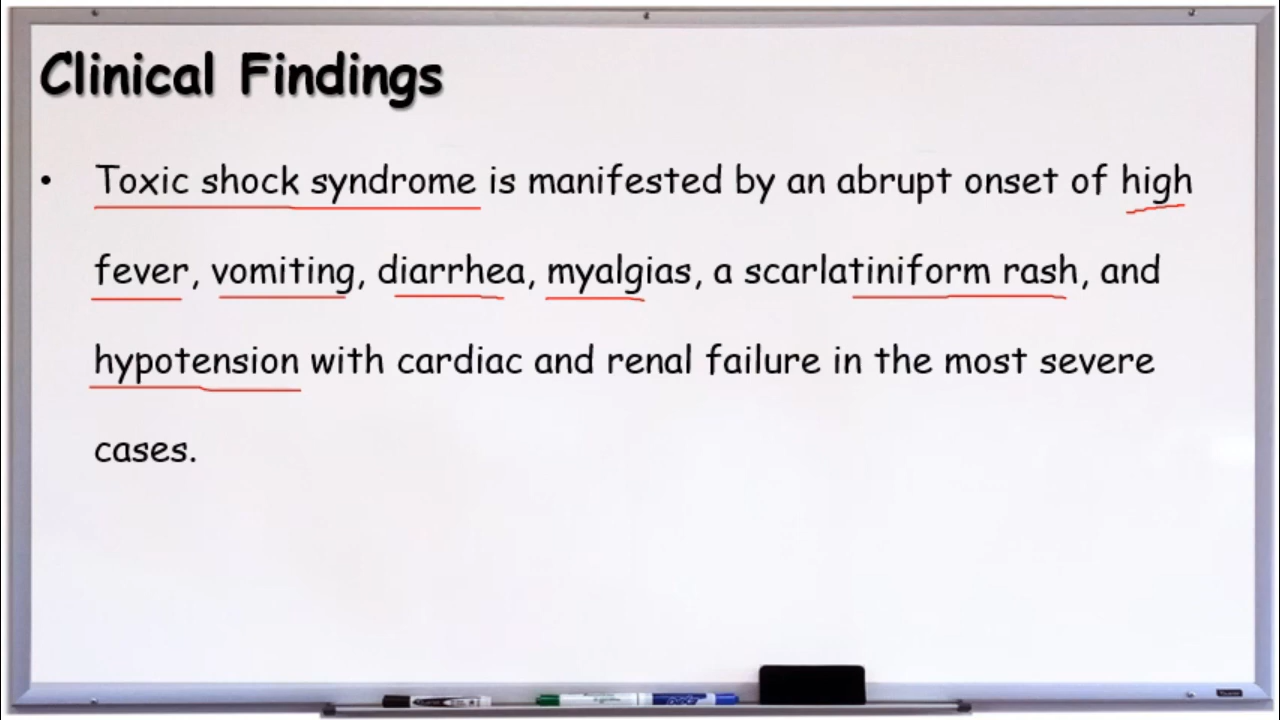 Clinical Findings
• Toxic shock syndrome is manifested by an abrupt onset of high
fever, vomiting, diarrhea, myalgias, a scarlatiniform rash, and
hypotension with cardiac and renal failure in the most severe
cases.